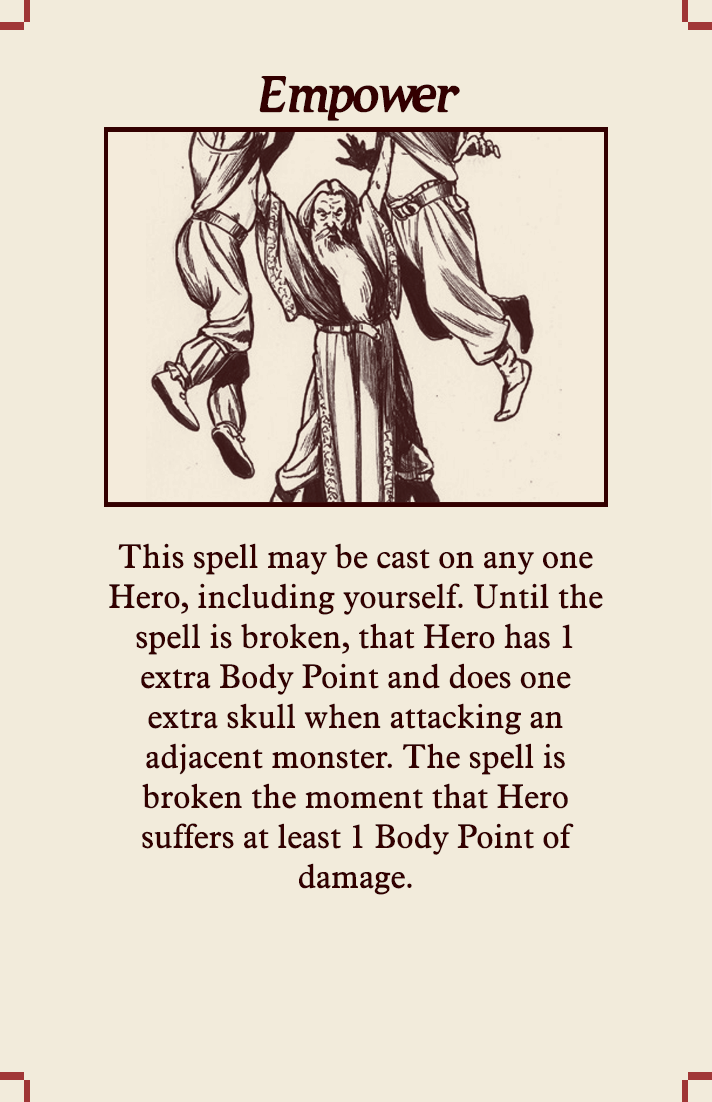 Empower
This spell may be cast on any one
Hero, including yourself. Until the
spell is broken, that Hero has 1
extra Body Point and does one
extra skull when attacking an
adjacent monster. The spell is
broken the moment that Hero
suffers at least 1 Body Point of
damage.